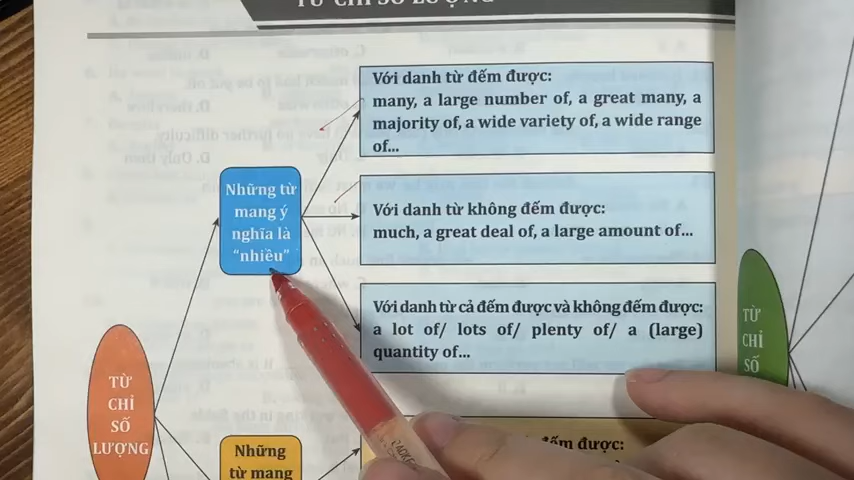 TỪ CHỈ SỐ LƯỢNG
Với danh từ đếm được:
many, a large number of, a great many, a
majority of, a wide variety of, a wide range
of...
Những từ
mang ý
nghĩa là
“nhiều”
Với danh từ không đếm được:
much, a great deal of, a large amount of...
Với danh từ cả đếm được và không đếm được:
a lot of/ lots of/ plenty of/ a (large)
quantity of...
TỪ
CHỈ
SỐ
LƯỢNG
Những
từ mang
đếm được:
TỪ
CHỈ
SỐ